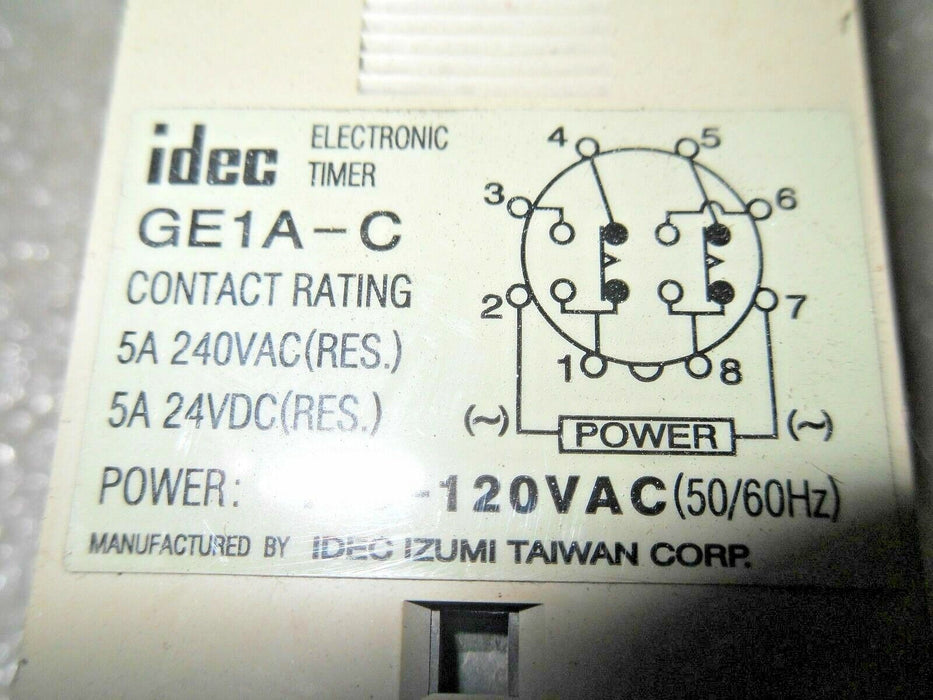 idec ELECTRONIC
TIMER
GE1A-C
CONTACT RATING
5A 240VAC(RES.)
5A 24VDC(RES.)
POWER: -120VAC(50/60Hz)
MANUFACTURED BY IDEC IZUMI TAIWAN CORP.
4 5
3 6
2 7
1 8
(~) POWER (~)